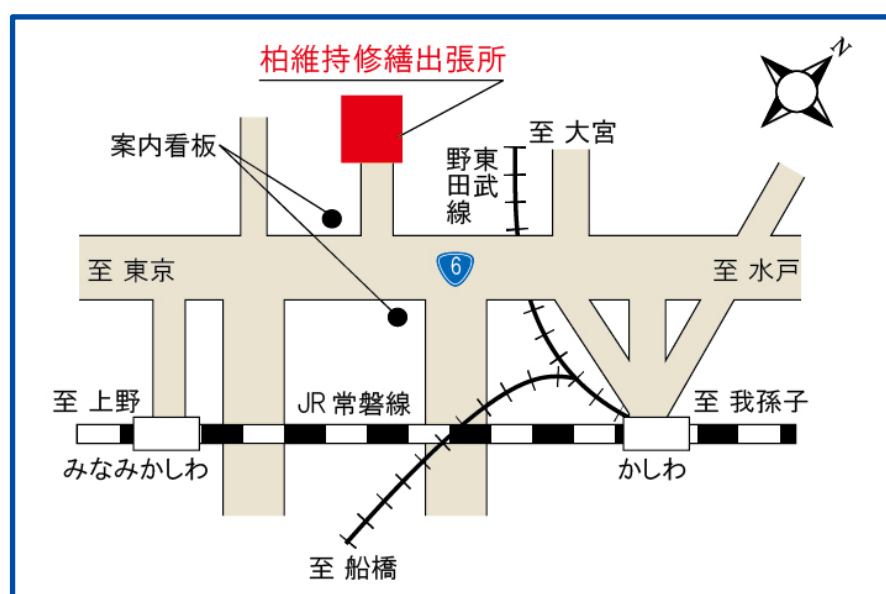 柏維持修繕出張所
N
案内看板
至 大宮
東武
野田線
至 東京
6
至 水戸
至 上野
JR常磐線
至 我孫子
みなみかしわ
かしわ
至 船橋